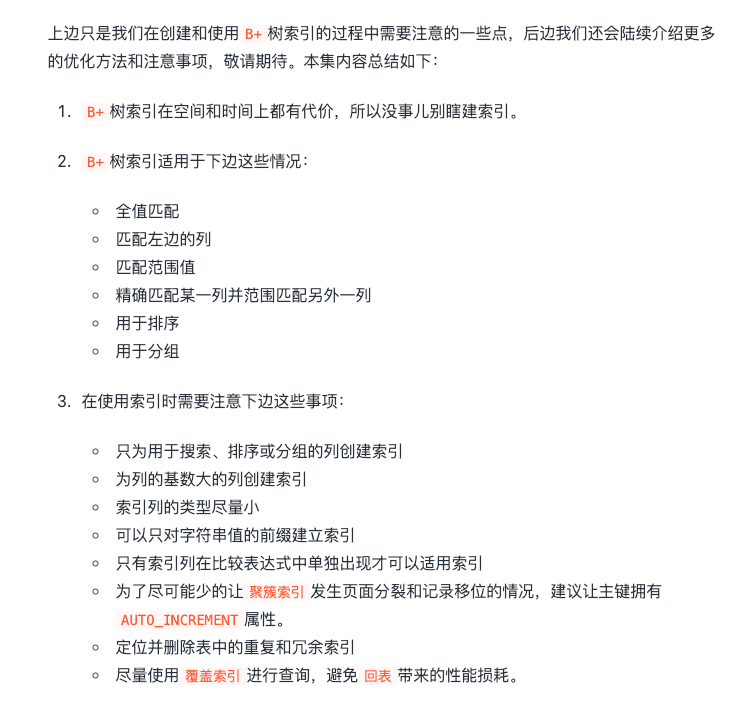 上边只是我们在创建和使用 B+ 树索引的过程中需要注意的一些点，后边我们还会陆续介绍更多
的优化方法和注意事项，敬请期待。本集内容总结如下：
1. B+ 树索引在空间和时间上都有代价，所以没事儿别瞎建索引。
2. B+ 树索引适用于下边这些情况：
◦ 全值匹配
◦ 匹配左边的列
◦ 匹配范围值
◦ 精确匹配某一列并范围匹配另外一列
◦ 用于排序
◦ 用于分组
3. 在使用索引时需要注意下边这些事项：
◦ 只为用于搜索、排序或分组的列创建索引
◦ 为列的基数大的列创建索引
◦ 索引列的类型尽量小
◦ 可以只对字符串值的前缀建立索引
◦ 只有索引列在比较表达式中单独出现才可以适用索引
◦ 为了尽可能少的让 聚簇索引 发生页面分裂和记录移位的情况，建议让主键拥有
AUTO_INCREMENT 属性。
◦ 定位并删除表中的重复和冗余索引
◦ 尽量使用 覆盖索引 进行查询，避免 回表 带来的性能损耗。